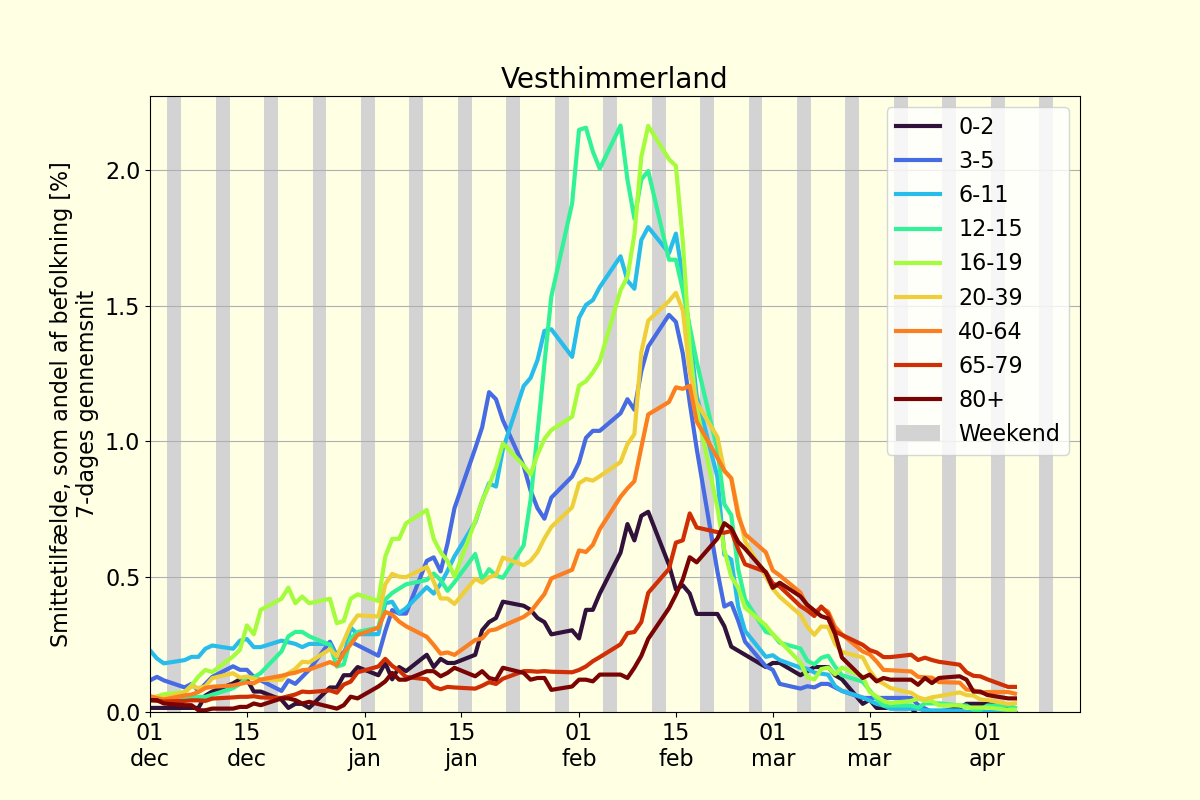 Vesthimmerland
Smittetilfælde, som andel af befolkning [%]
7-dages gennemsnit
2.0
1.5
1.0
0.5
0.0
01 dec
15 dec
01 jan
15 jan
01 feb
15 feb
01 mar
15 mar
01 apr
0-2
3-5
6-11
12-15
16-19
20-39
40-64
65-79
80+
Weekend